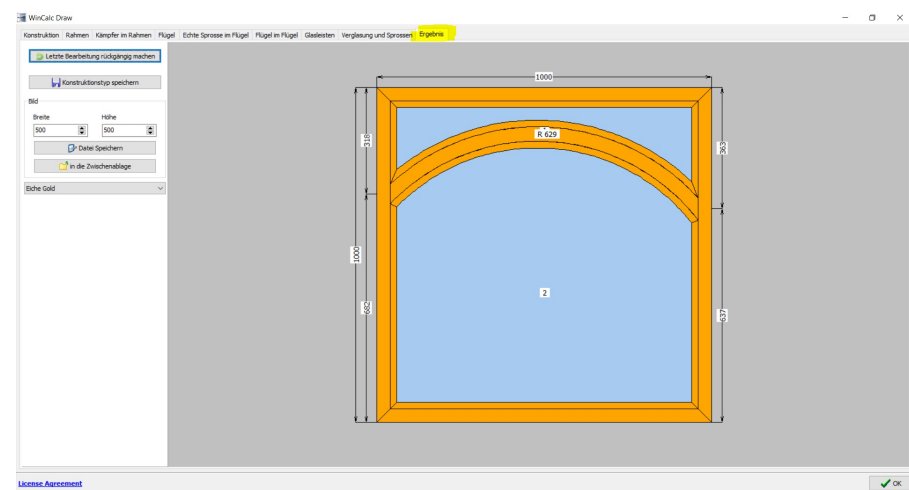 WinCalc Draw
Konstruktion Rahmen Kämpfer im Rahmen Flügel Echte Sprosse im Flügel Flügel im Flügel Glasleisten Verglasung und Sprossen Ergebnis
Letzte Bearbeitung rückgängig machen
Konstruktionstyp speichern
Bild
Breite Höhe
500 500
Datei Speichern
in die Zwischenablage
Eiche Gold
1000
318
R 629
363
1000
2
682
637
License Agreement
OK